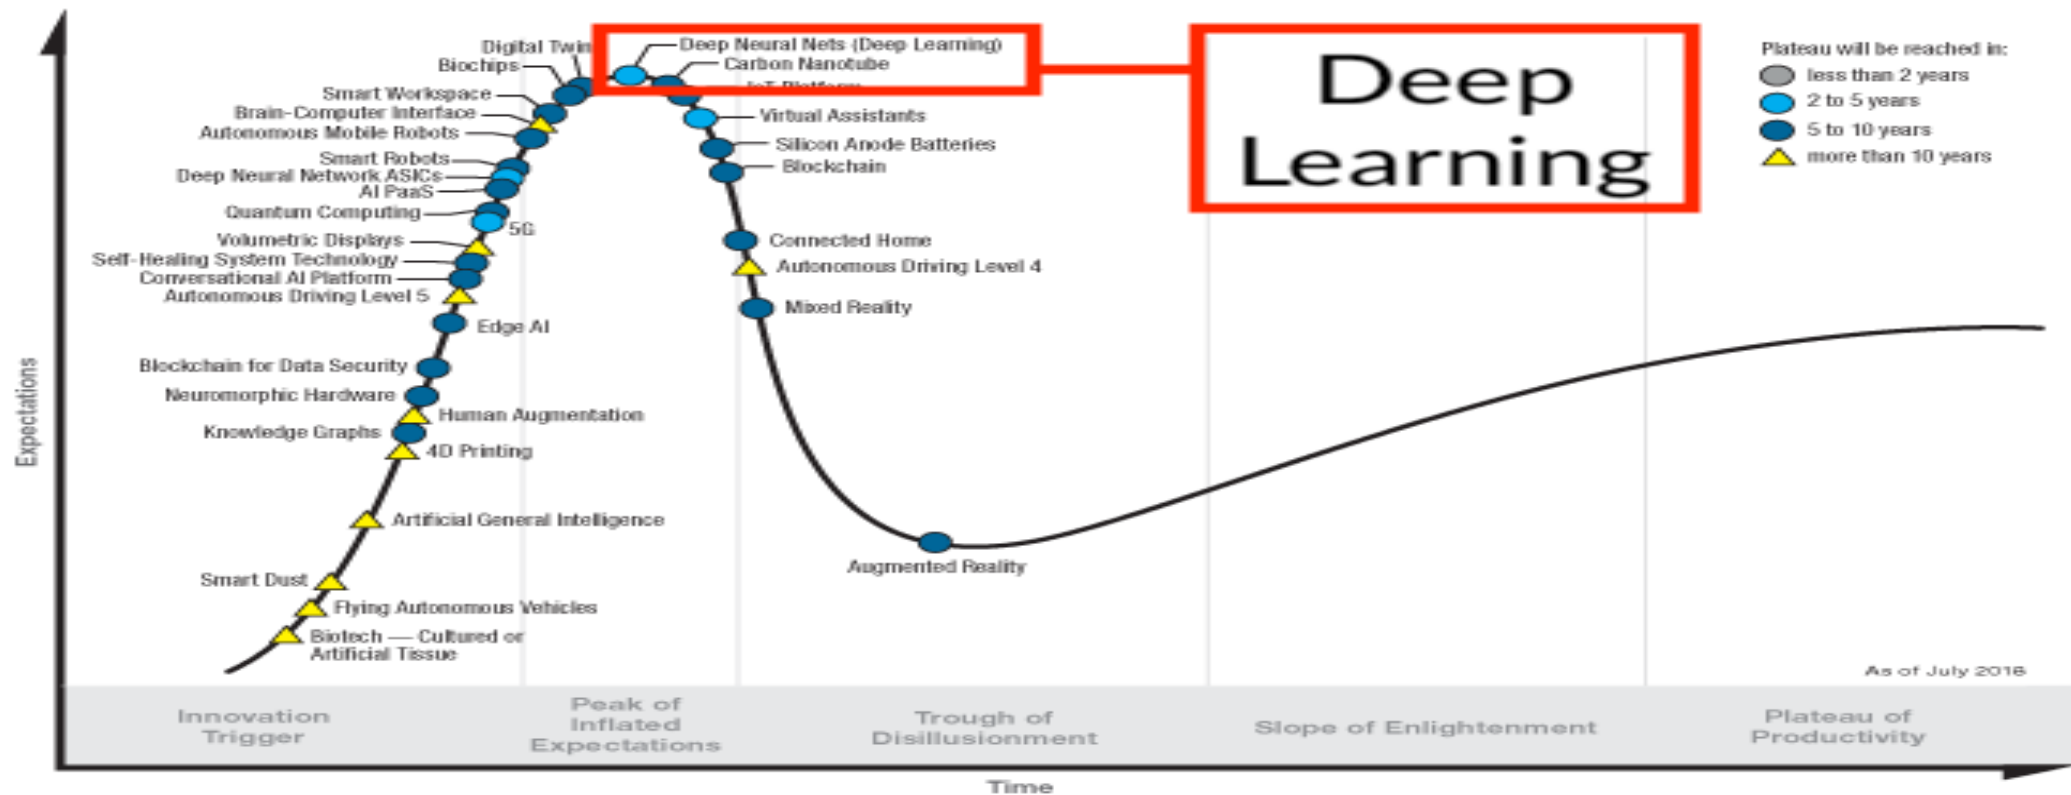 Digital Twin
Deep Neural Nets (Deep Learning)
Biochips
Carbon Nanotube
IoT Platform
Smart Workspace
Virtual Assistants
Brain-Computer Interface
Autonomous Mobile Robots
Silicon Anode Batteries
Smart Robots
Blockchain
Deep Neural Network ASICs
AI PaaS
Quantum Computing
5G
Volumetric Displays
Connected Home
Self-Healing System Technology
Autonomous Driving Level 4
Conversational AI Platform
Autonomous Driving Level 5
Mixed Reality
Edge AI
Blockchain for Data Security
Neuromorphic Hardware
Human Augmentation
Knowledge Graphs
4D Printing
Artificial General Intelligence
Augmented Reality
Smart Dust
Flying Autonomous Vehicles
Biotech — Cultured or
Artificial Tissue
Deep
Learning
Plateau will be reached in:
less than 2 years
2 to 5 years
5 to 10 years
more than 10 years
Expectations
As of July 2018
Innovation
Trigger
Peak of
Inflated
Expectations
Trough of
Disillusionment
Slope of Enlightenment
Plateau of
Productivity
Time